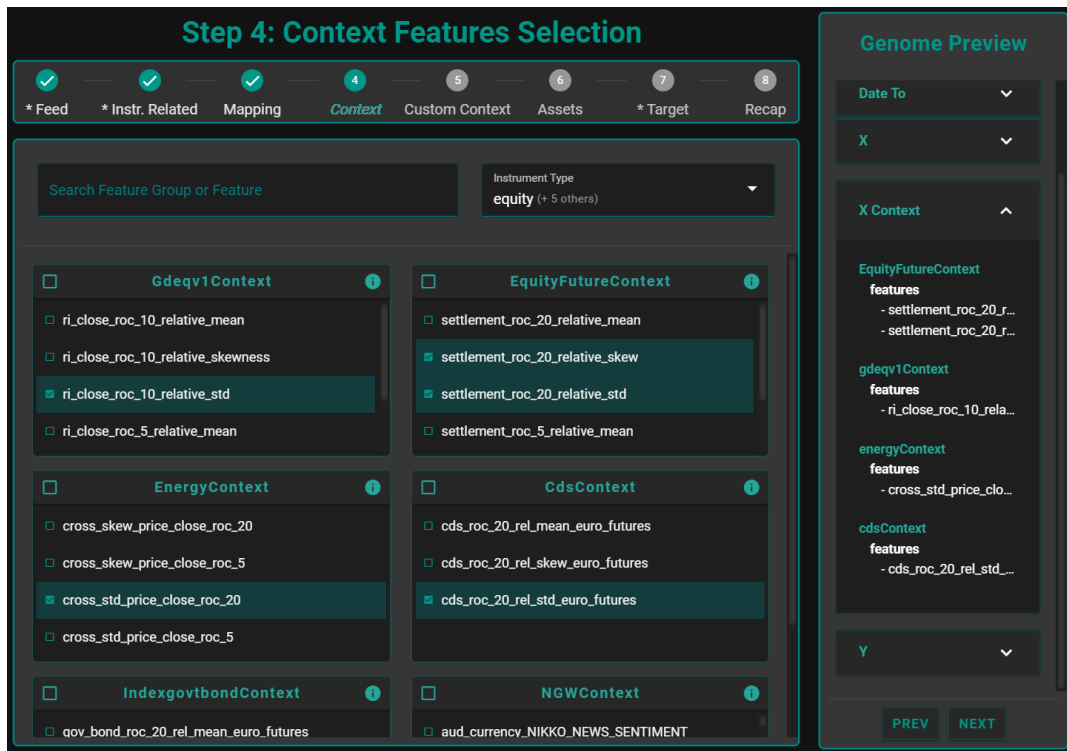 Step 4: Context Features Selection
4
5
6
7
8
* Feed
* Instr. Related
Mapping
Context
Custom Context
Assets
* Target
Recap
Search Feature Group or Feature
Instrument Type
equity (+ 5 others)
Gdeqv1Context
ri_close_roc_10_relative_mean
ri_close_roc_10_relative_skewness
ri_close_roc_10_relative_std
ri_close_roc_5_relative_mean
EquityFutureContext
settlement_roc_20_relative_mean
settlement_roc_20_relative_skew
settlement_roc_20_relative_std
settlement_roc_5_relative_mean
EnergyContext
cross_skew_price_close_roc_20
cross_skew_price_close_roc_5
cross_std_price_close_roc_20
cross_std_price_close_roc_5
CdsContext
cds_roc_20_rel_mean_euro_futures
cds_roc_20_rel_skew_euro_futures
cds_roc_20_rel_std_euro_futures
IndexgovtbondContext
gov_bond_roc_20_rel_mean_euro_futures
NGWContext
aud_currency_NIKKO_NEWS_SENTIMENT
Genome Preview
Date To
X
X Context
EquityFutureContext
features
- settlement_roc_20_r...
- settlement_roc_20_r...
gdeqv1Context
features
- ri_close_roc_10_rela...
energyContext
features
- cross_std_price_clo...
cdsContext
features
- cds_roc_20_rel_std_...
Y
PREV
NEXT